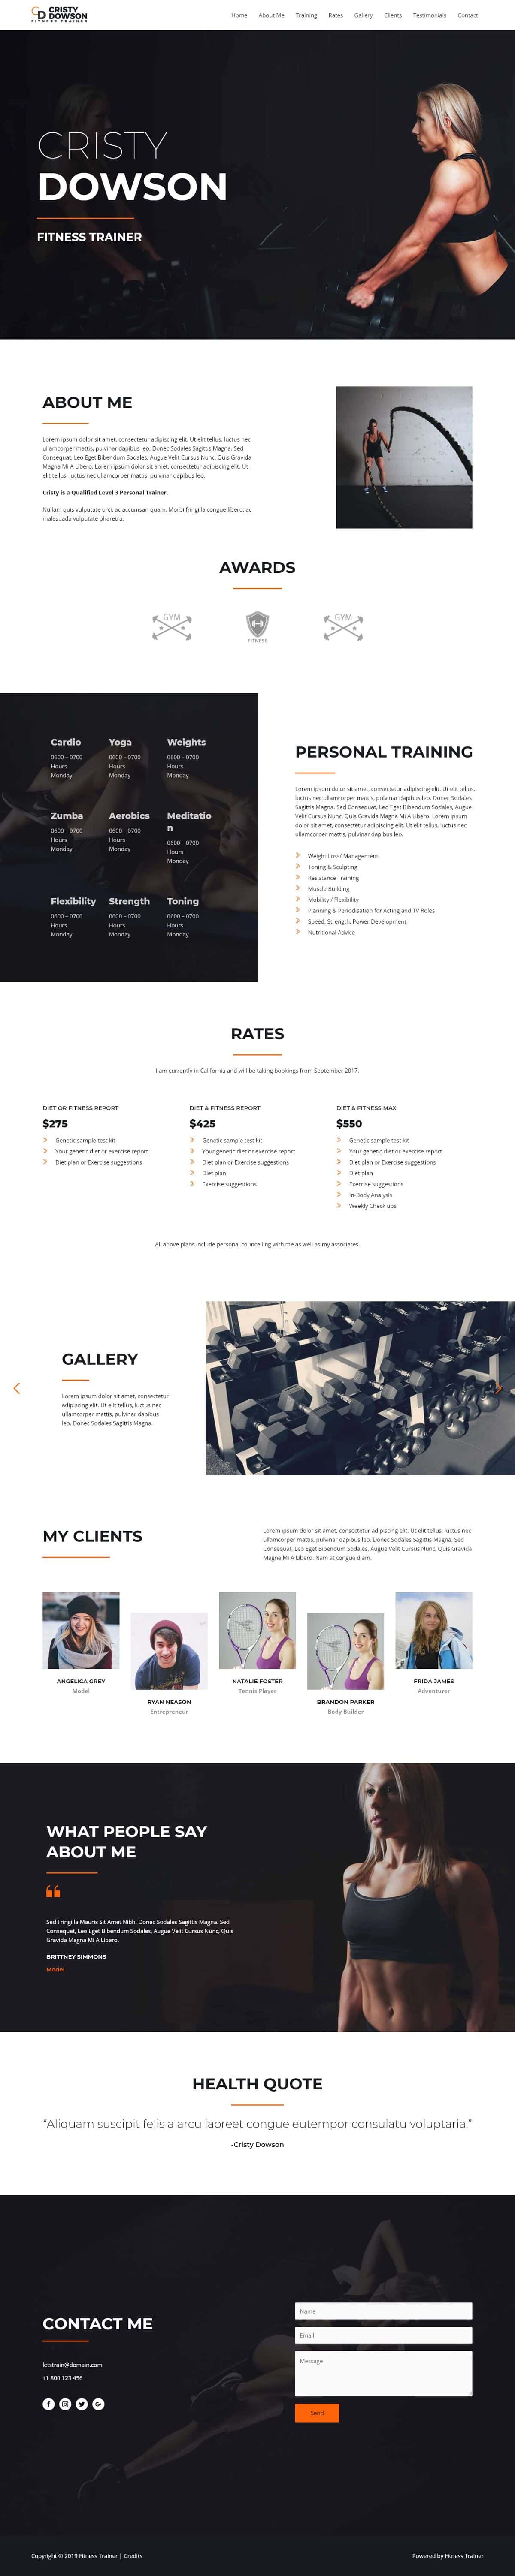 CRISTY
DOWSON
FITNESS TRAINER
Home About Me Training Rates Gallery Clients Testimonials Contact
CRISTY
DOWSON
FITNESS TRAINER
ABOUT ME
Lorem ipsum dolor sit amet, consectetur adipiscing elit. Ut elit tellus, luctus nec
ullamcorper mattis, pulvinar dapibus leo. Donec Sodales Sagittis Magna. Sed
Consequat, Leo Eget Bibendum Sodales, Augue Velit Cursus Nunc, Quis Gravida
Magna Mi A Libero. Lorem ipsum dolor sit amet, consectetur adipiscing elit. Ut
elit tellus, luctus nec ullamcorper mattis, pulvinar dapibus leo.
Cristy is a Qualified Level 3 Personal Trainer.
Nullam quis vulputate orci, ac accumsan quam. Morbi fringilla congue libero, ac
malesuada vulputate pharetra.
AWARDS
GYM
FITNESS
GYM
Cardio
0600 – 0700
Hours
Monday
Yoga
0600 – 0700
Hours
Monday
Weights
0600 – 0700
Hours
Monday
Zumba
0600 – 0700
Hours
Monday
Aerobics
0600 – 0700
Hours
Monday
Meditatio
n
0600 – 0700
Hours
Monday
Flexibility
0600 – 0700
Hours
Monday
Strength
0600 – 0700
Hours
Monday
Toning
0600 – 0700
Hours
Monday
PERSONAL TRAINING
Lorem ipsum dolor sit amet, consectetur adipiscing elit. Ut elit tellus,
luctus nec ullamcorper mattis, pulvinar dapibus leo. Donec Sodales
Sagittis Magna. Sed Consequat, Leo Eget Bibendum Sodales, Augue
Velit Cursus Nunc, Quis Gravida Magna Mi A Libero. Lorem ipsum
dolor sit amet, consectetur adipiscing elit. Ut elit tellus, luctus nec
ullamcorper mattis, pulvinar dapibus leo.
Weight Loss/ Management
Toning & Sculpting
Resistance Training
Muscle Building
Mobility / Flexibility
Planning & Periodisation for Acting and TV Roles
Speed, Strength, Power Development
Nutritional Advice
RATES
I am currently in California and will be taking bookings from September 2017.
DIET OR FITNESS REPORT
$275
Genetic sample test kit
Your genetic diet or exercise report
Diet plan or Exercise suggestions
DIET & FITNESS REPORT
$425
Genetic sample test kit
Your genetic diet or exercise report
Diet plan or Exercise suggestions
Diet plan
Exercise suggestions
DIET & FITNESS MAX
$550
Genetic sample test kit
Your genetic diet or exercise report
Diet plan or Exercise suggestions
Diet plan
Exercise suggestions
In-Body Analysis
Weekly Check ups
All above plans include personal councelling with me as well as my associates.
GALLERY
Lorem ipsum dolor sit amet, consectetur
adipiscing elit. Ut elit tellus, luctus nec
ullamcorper mattis, pulvinar dapibus
leo. Donec Sodales Sagittis Magna.
MY CLIENTS
Lorem ipsum dolor sit amet, consectetur adipiscing elit. Ut elit tellus, luctus nec
ullamcorper mattis, pulvinar dapibus leo. Donec Sodales Sagittis Magna, Sed
Consequat, Leo Eget Bibendum Sodales, Augue Velit Cursus Nunc, Quis Gravida
Magna Mi A Libero. Nam at congue diam.
ANGELICA GREY
Model
RYAN NEASON
Entrepreneur
NATALIE FOSTER
Tennis Player
BRANDON PARKER
Body Builder
FRIDA JAMES
Adventurer
WHAT PEOPLE SAY
ABOUT ME
Sed Fringilla Mauris Sit Amet Nibh. Donec Sodales Sagittis Magna. Sed
Consequat, Leo Eget Bibendum Sodales, Augue Velit Cursus Nunc, Quis
Gravida Magna Mi A Libero.
BRITTNEY SIMMONS
Model
HEALTH QUOTE
“Aliquam suscipit felis a arcu laoreet congue eutempor consulatu voluptaria.”
-Cristy Dowson
CONTACT ME
letstrain@domain.com
+1 800 123 456
Name
Email
Message
Send
Copyright © 2019 Fitness Trainer | Credits
Powered by Fitness Trainer